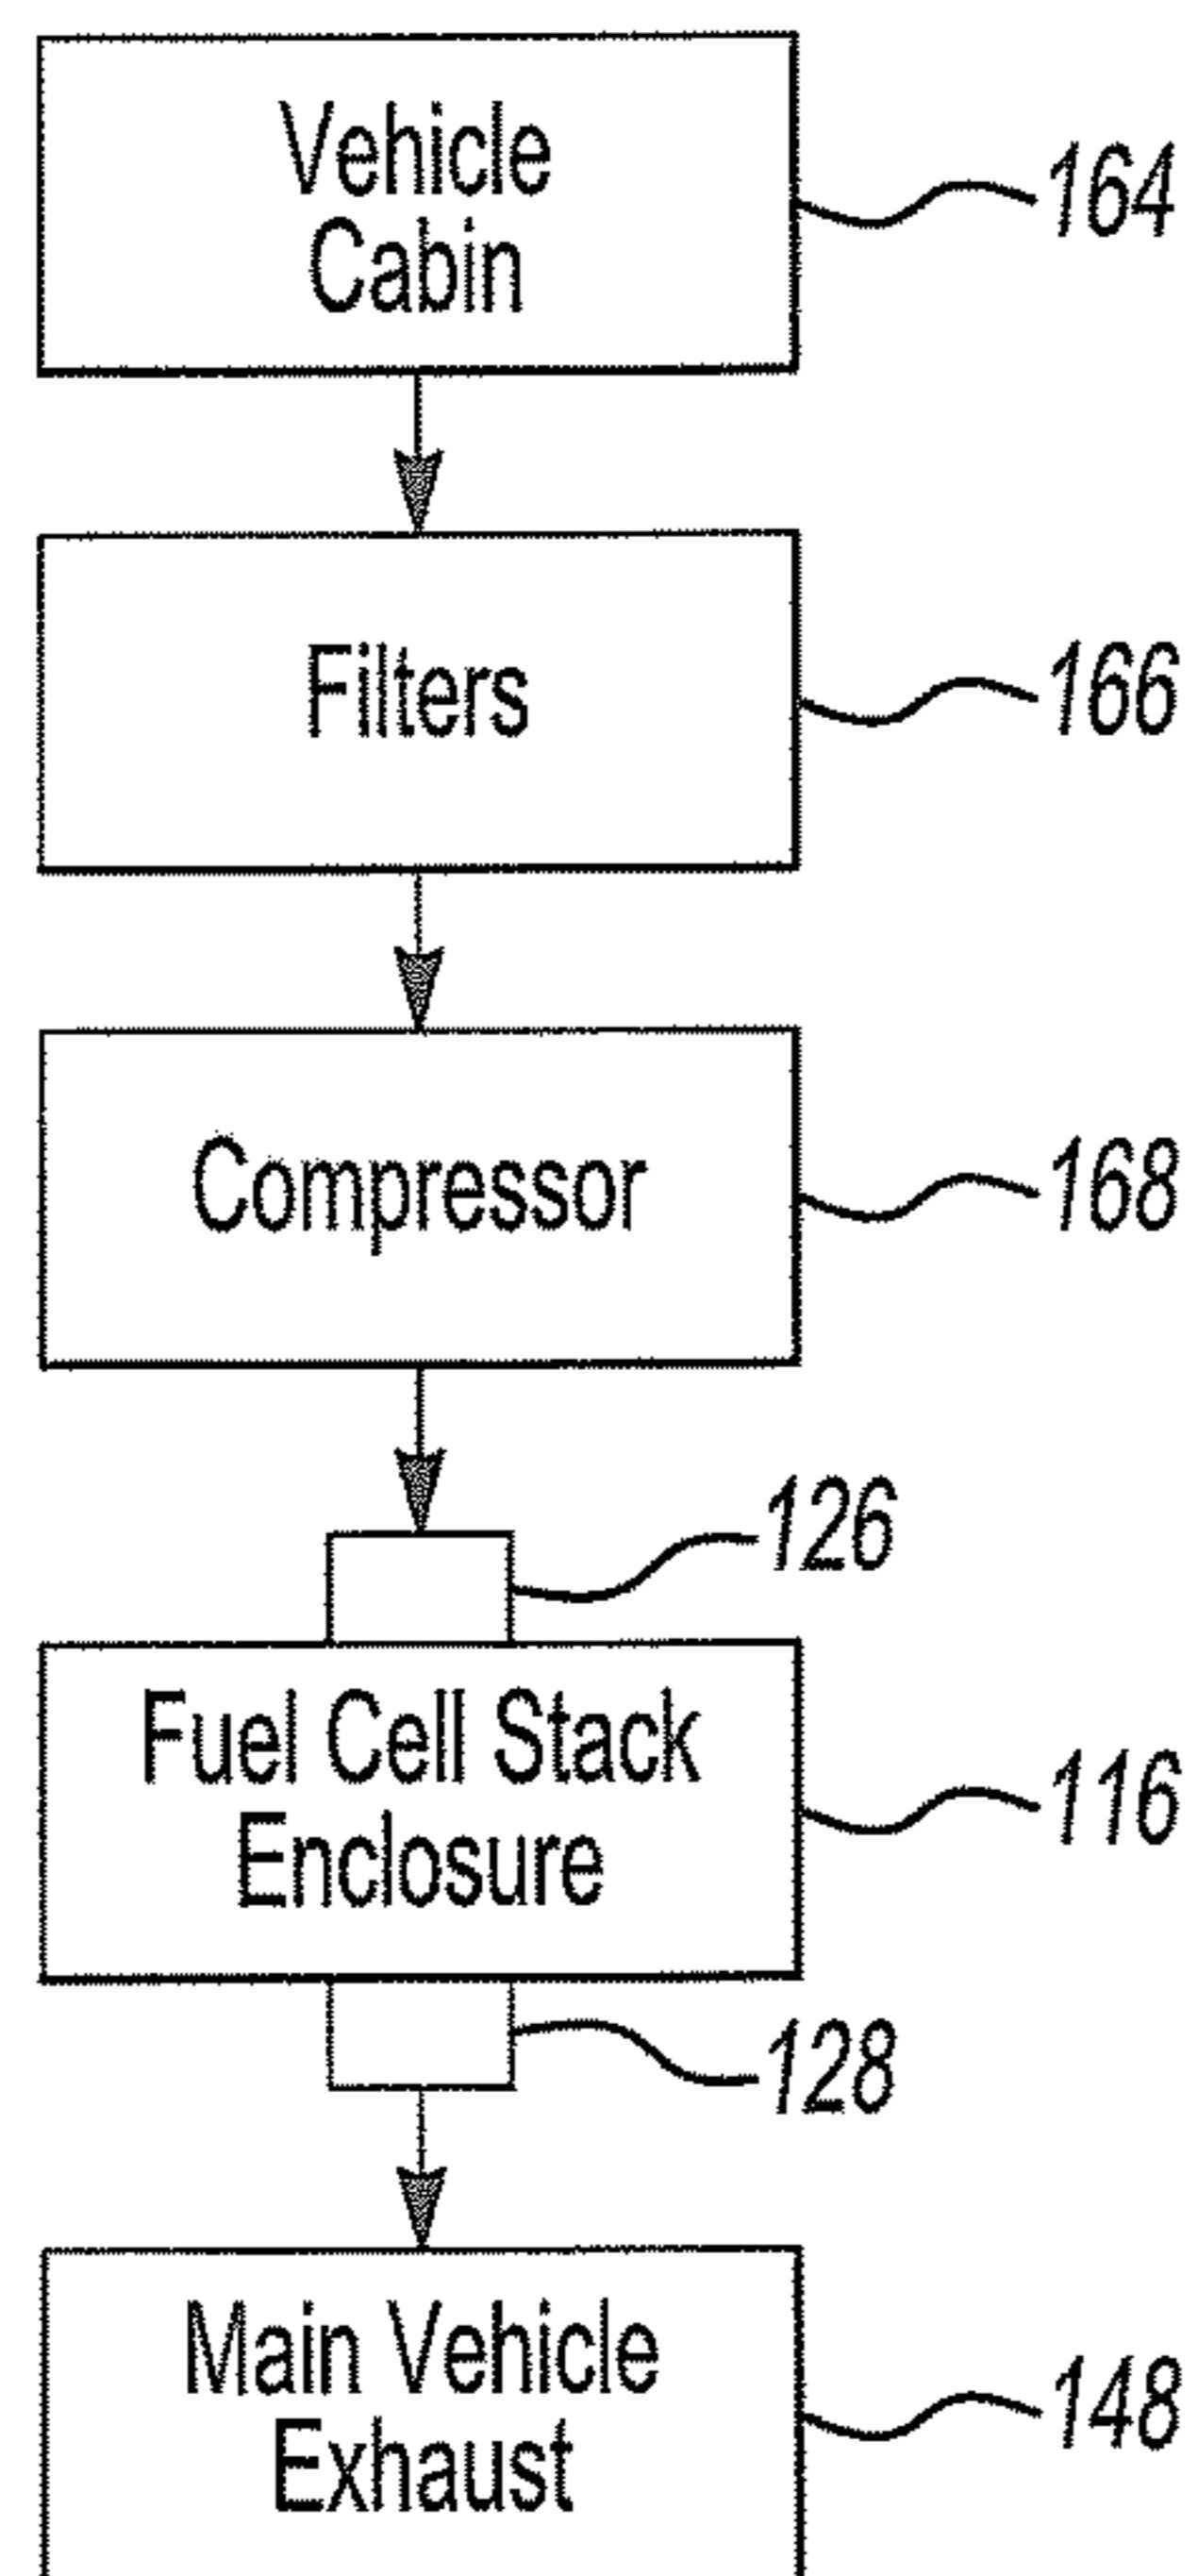 Vehicle
Cabin
164
Filters
166
Compressor
168
126
Fuel Cell Stack
Enclosure
116
128
Main Vehicle
Exhaust
148